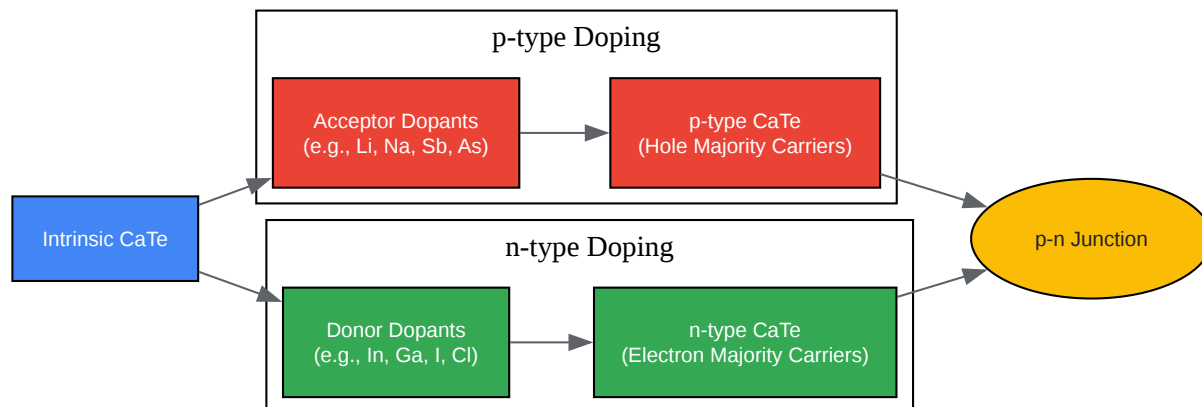 p-type Doping
Acceptor Dopants
(e.g., Li, Na, Sb, As)
p-type CaTe
(Hole Majority Carriers)
Intrinsic CaTe
p-n Junction
n-type Doping
Donor Dopants
(e.g., In, Ga, I, Cl)
n-type CaTe
(Electron Majority Carriers)